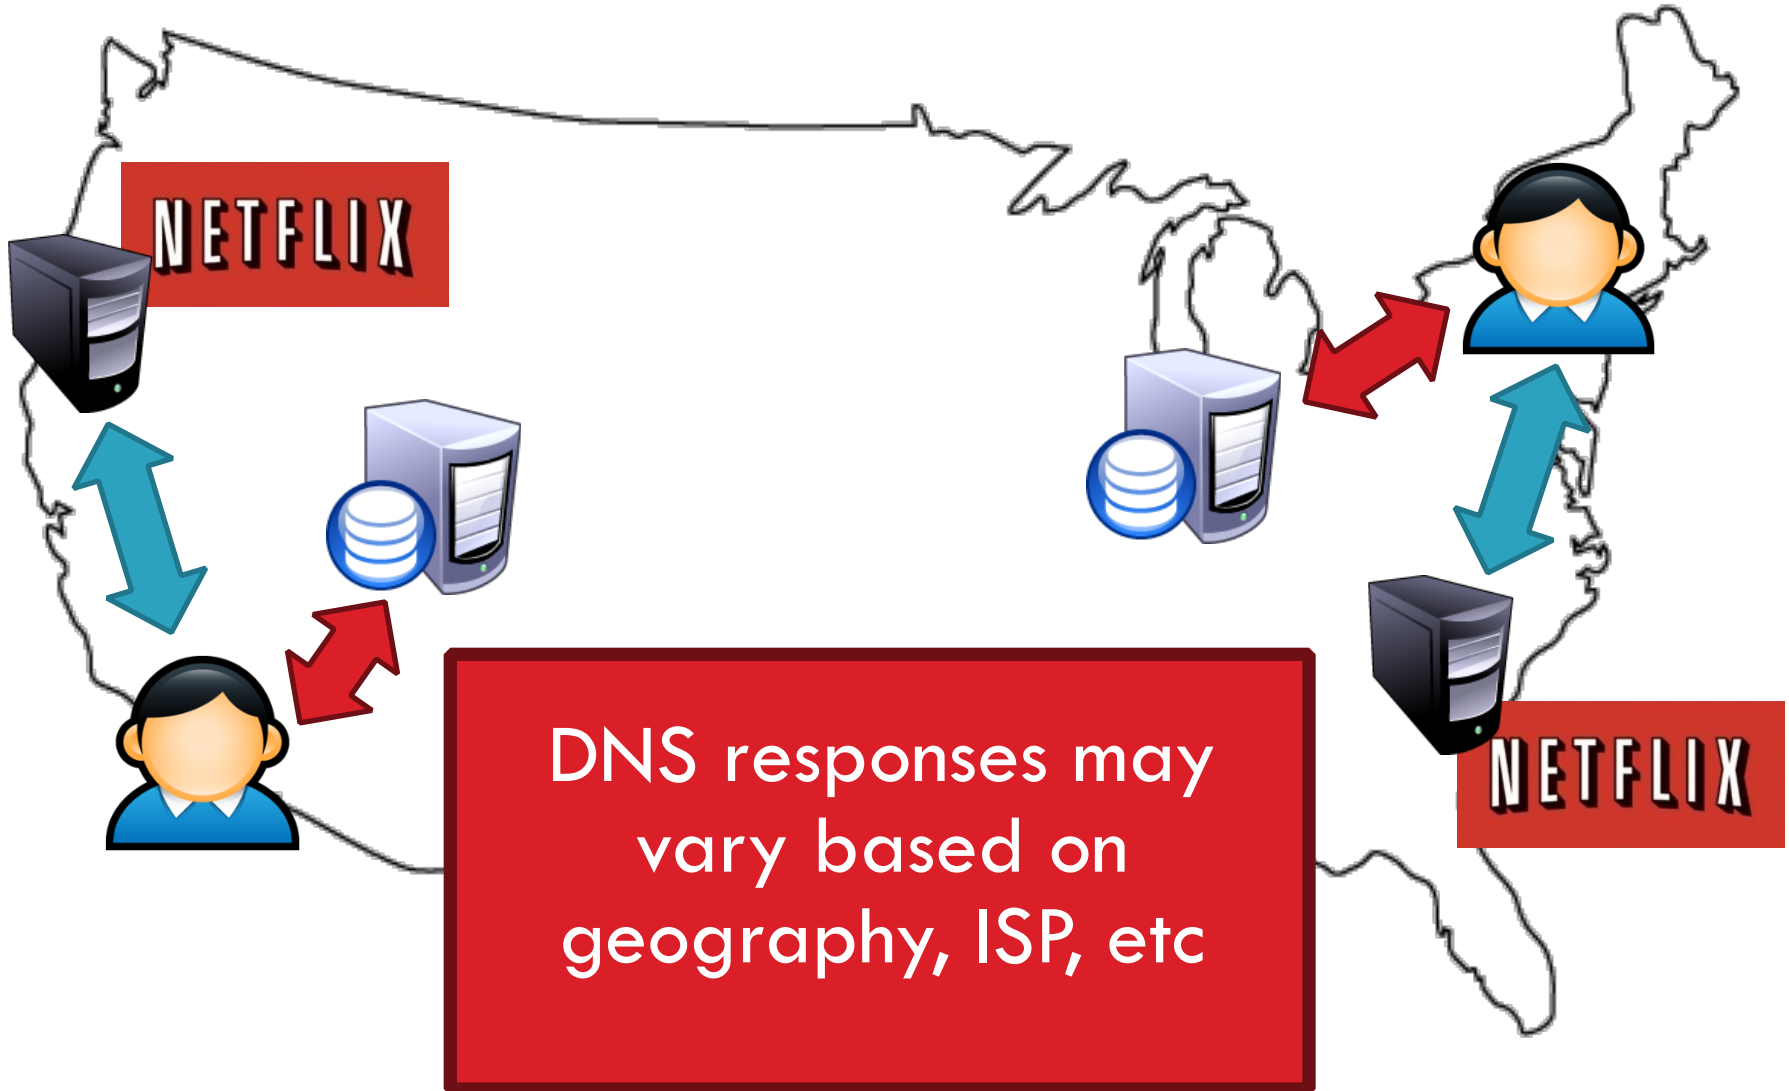 NETFLIX
DNS responses may
vary based on
geography, ISP, etc
NETFLIX